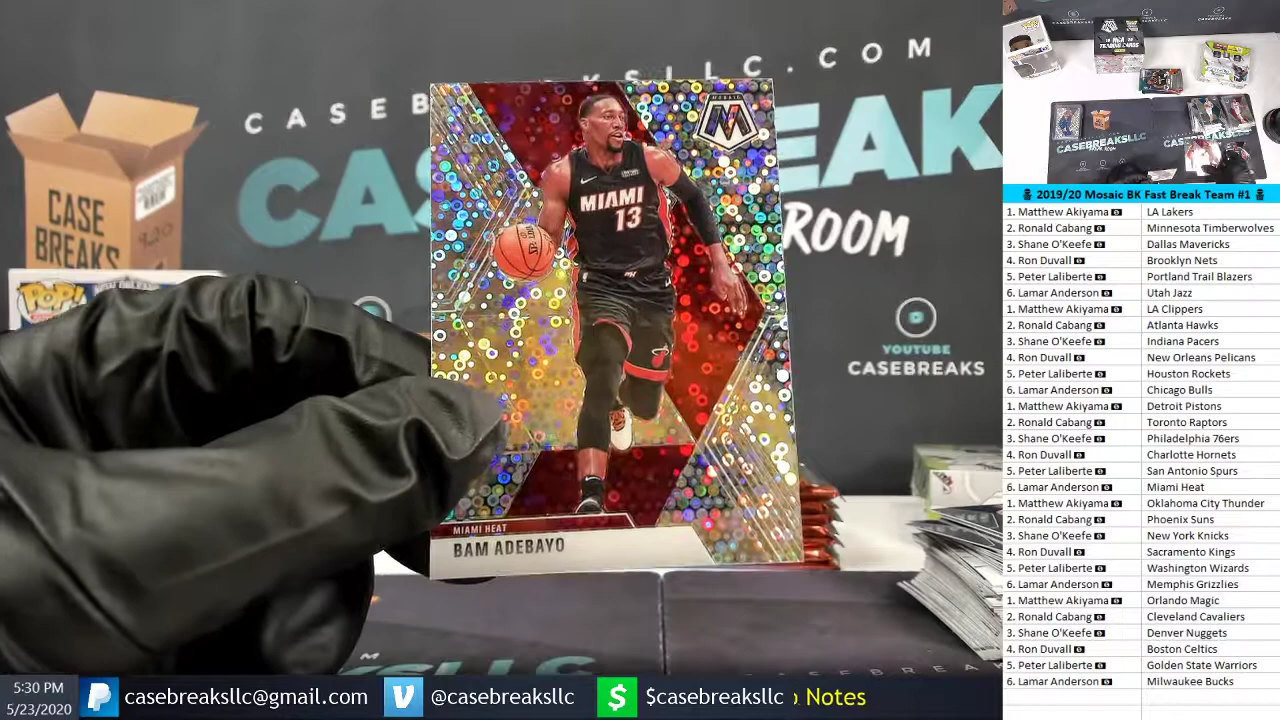 CASEBREAKSLLC.COM
CASE
BREAKS
9.20
POP!
ROOM
YOUTUBE
CASEBREAKS
MOSAIC
MIAMI
13
MIAMI HEAT
BAM ADEBAYO
CASEBREAKSLLC
2019/20 Mosaic BK Fast Break Team #1
1. Matthew Akiyama LA Lakers
2. Ronald Cabang Minnesota Timberwolves
3. Shane O'Keefe Dallas Mavericks
4. Ron Duvall Brooklyn Nets
5. Peter Laliberte Portland Trail Blazers
6. Lamar Anderson Utah Jazz
1. Matthew Akiyama LA Clippers
2. Ronald Cabang Atlanta Hawks
3. Shane O'Keefe Indiana Pacers
4. Ron Duvall New Orleans Pelicans
5. Peter Laliberte Houston Rockets
6. Lamar Anderson Chicago Bulls
1. Matthew Akiyama Detroit Pistons
2. Ronald Cabang Toronto Raptors
3. Shane O'Keefe Philadelphia 76ers
4. Ron Duvall Charlotte Hornets
5. Peter Laliberte San Antonio Spurs
6. Lamar Anderson Miami Heat
1. Matthew Akiyama Oklahoma City Thunder
2. Ronald Cabang Phoenix Suns
3. Shane O'Keefe New York Knicks
4. Ron Duvall Sacramento Kings
5. Peter Laliberte Washington Wizards
6. Lamar Anderson Memphis Grizzlies
1. Matthew Akiyama Orlando Magic
2. Ronald Cabang Cleveland Cavaliers
3. Shane O'Keefe Denver Nuggets
4. Ron Duvall Boston Celtics
5. Peter Laliberte Golden State Warriors
6. Lamar Anderson Milwaukee Bucks
5:30 PM
5/23/2020
casebreaksllc@gmail.com
@casebreaksllc
$casebreaksllc
Notes